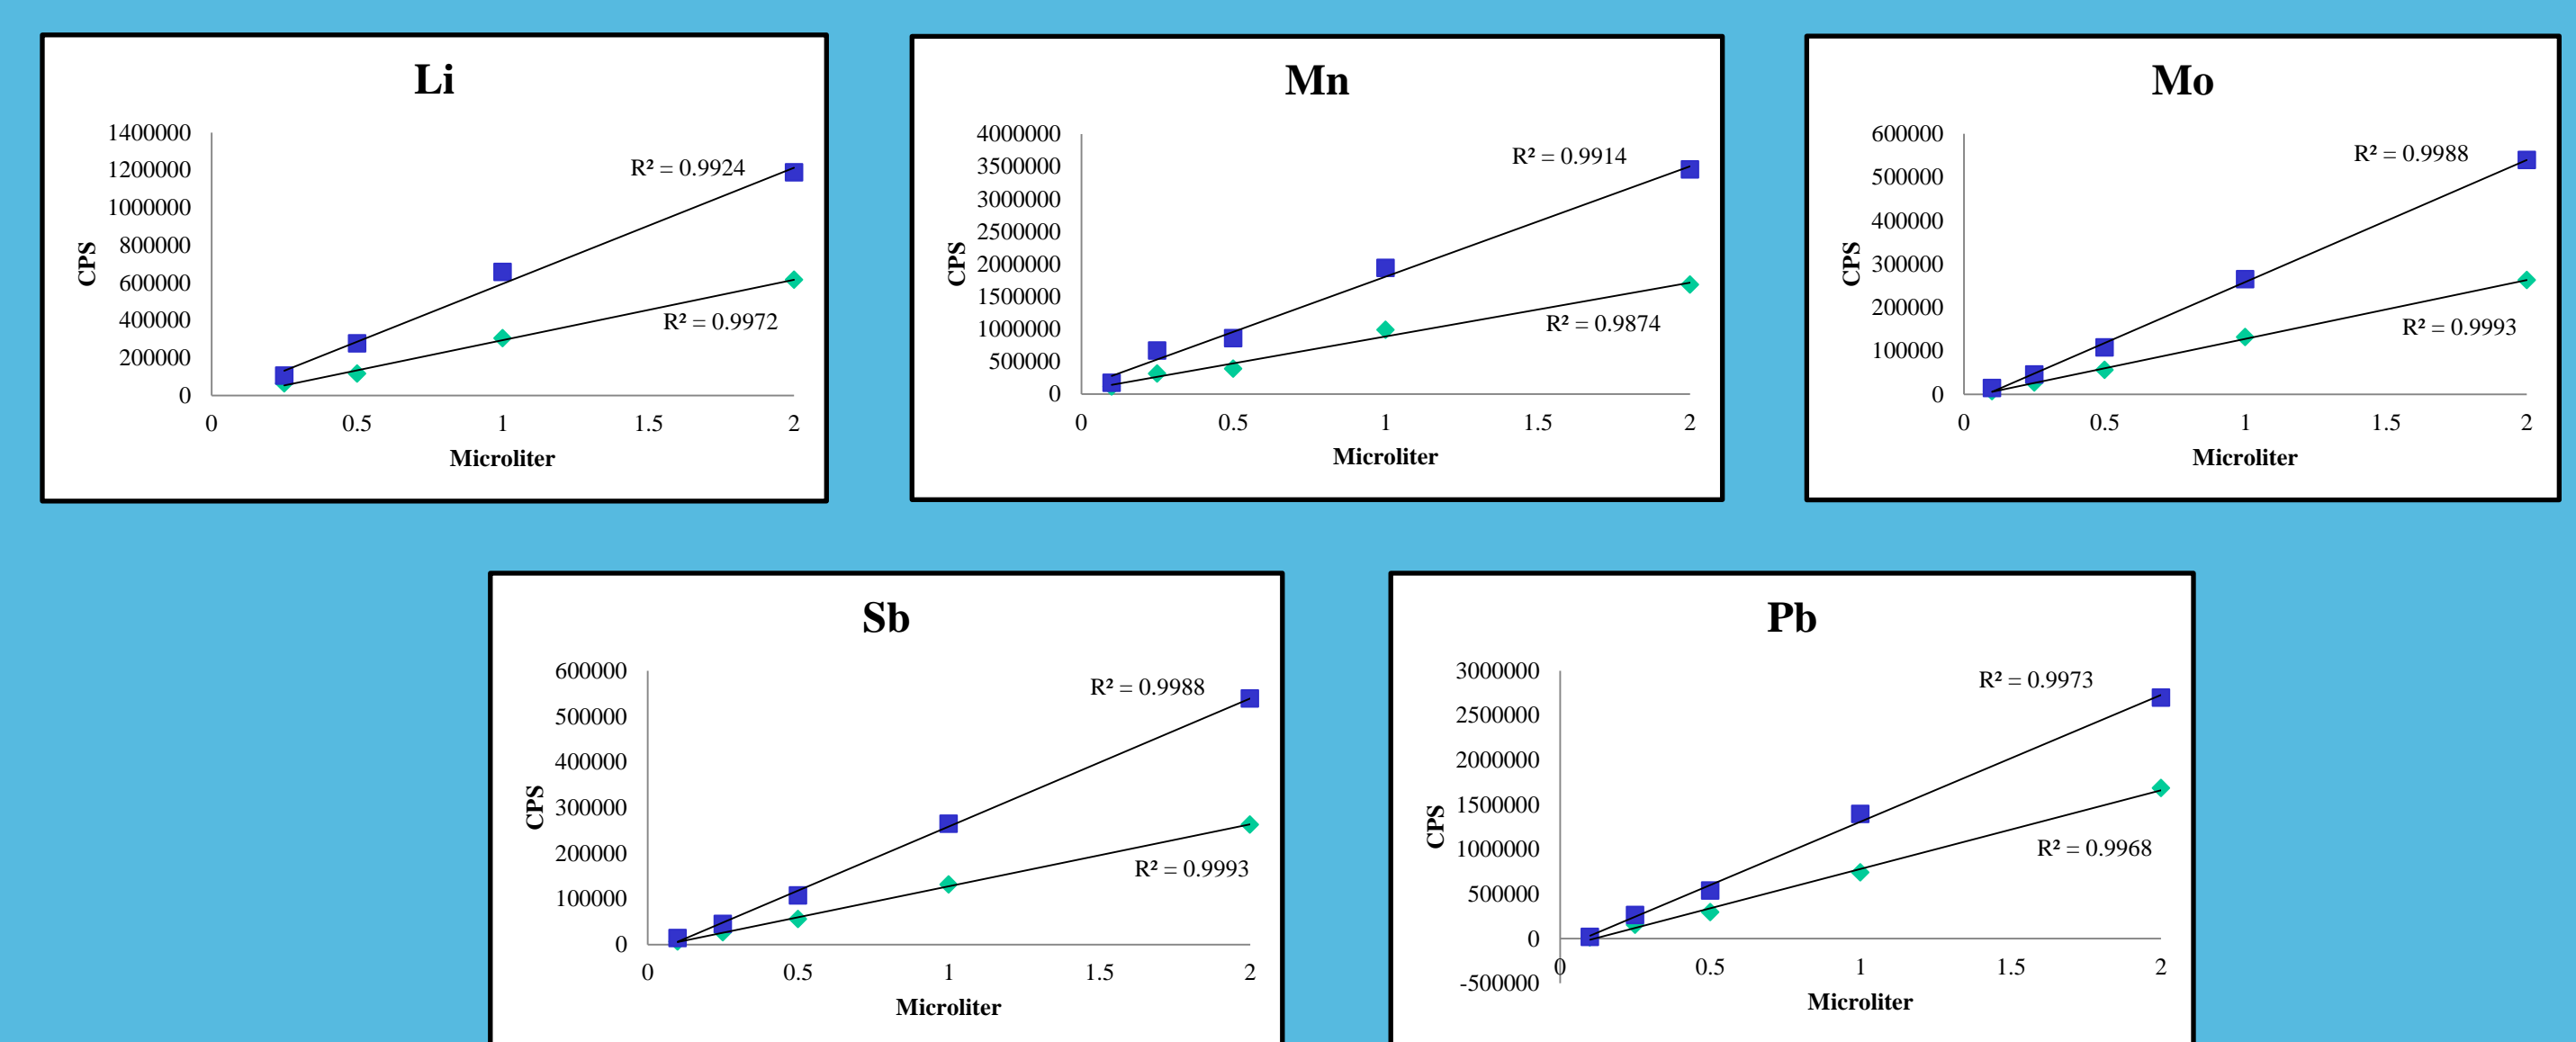 Li
1400000
1200000
1000000
800000
600000
400000
200000
0
CPS
R² = 0.9924
R² = 0.9972
0 0.5 1 1.5 2
Microliter
Mn
4000000
3500000
3000000
2500000
2000000
1500000
1000000
500000
0
CPS
R² = 0.9914
R² = 0.9874
0 0.5 1 1.5 2
Microliter
Mo
600000
500000
400000
300000
200000
100000
0
CPS
R² = 0.9988
R² = 0.9993
0 0.5 1 1.5 2
Microliter
Sb
600000
500000
400000
300000
200000
100000
0
CPS
R² = 0.9988
R² = 0.9993
0 0.5 1 1.5 2
Microliter
Pb
3000000
2500000
2000000
1500000
1000000
500000
0
-500000
CPS
R² = 0.9973
R² = 0.9968
0 0.5 1 1.5 2
Microliter